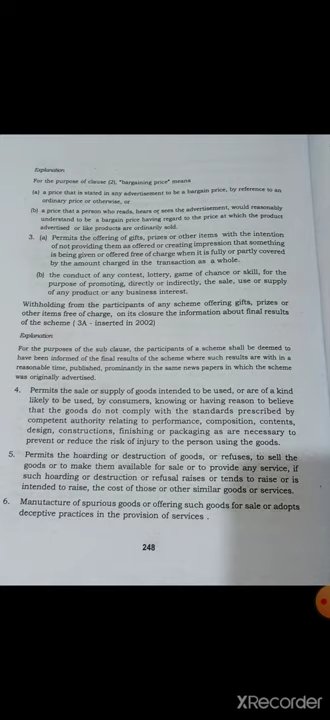 Explanation
For the purpose of clause (2), "bargaining price" means
(a) a price that is stated in any advertisement to be a bargain price, by reference to an
ordinary price or otherwise, or
(b) a price that a person who reads, hears or sees the advertisement, would reasonably
understand to be a bargain price having regard to the price at which the product
advertised or like products are ordinarily sold.
3. (a) Permits the offering of gifts, prizes or other items with the intention
of not providing them as offered or creating impression that something
is being given or offered free of charge when it is fully or partly covered
by the amount charged in the transaction as a whole.
(b) the conduct of any contest, lottery, game of chance or skill, for the
purpose of promoting, directly or indirectly, the sale, use or supply
of any product or any business interest.
Withholding from the participants of any scheme offering gifts, prizes or
other items free of charge, on its closure the information about final results
of the scheme ( 3A - inserted in 2002)
Explanation
For the purposes of the sub clause, the participants of a scheme shall be deemed to
have been informed of the final results of the scheme where such results are with in a
reasonable time, published, prominantly in the same news papers in which the scheme
was originally advertised.
4. Permits the sale or supply of goods intended to be used, or are of a kind
likely to be used, by consumers, knowing or having reason to believe
that the goods do not comply with the standards prescribed by
competent authority relating to performance, composition, contents,
design, constructions, finishing or packaging as are necessary to
prevent or reduce the risk of injury to the person using the goods.
5. Permits the hoarding or destruction of goods, or refuses, to sell the
goods or to make them available for sale or to provide any service, if
such hoarding or destruction or refusal raises or tends to raise or is
intended to raise, the cost of those or other similar goods or services.
6. Manutacture of spurious goods or offering such goods for sale or adopts
deceptive practices in the provision of services .
248
XRecorder